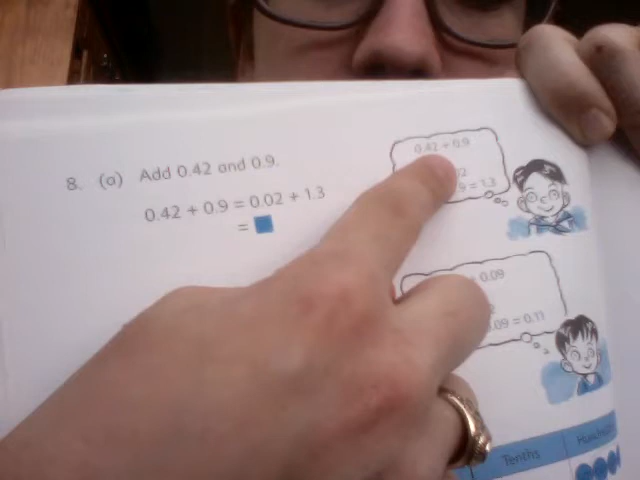 8. (a) Add 0.42 and 0.9.
0.42 + 0.9 = 0.02 + 1.3
=
0.42 + 0.9
9 = 1.3
+ 0.09
.09 = 0.11
Tenths